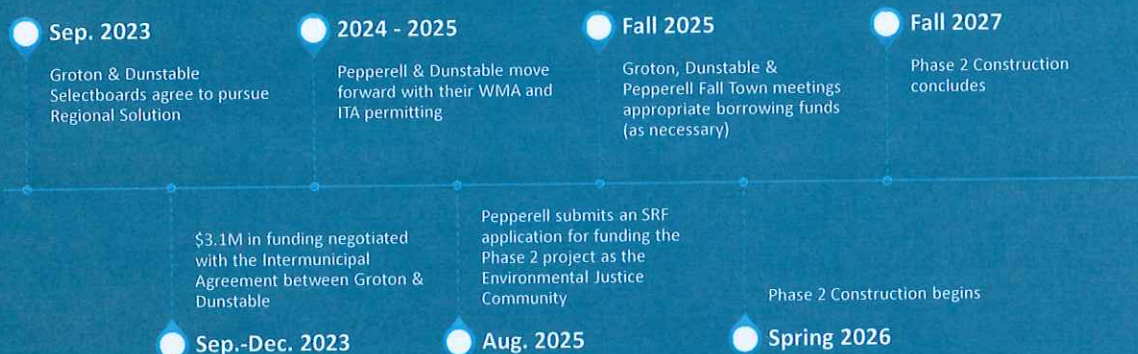 Sep. 2023
Groton & Dunstable
Selectboards agree to pursue
Regional Solution
2024 - 2025
Pepperell & Dunstable move
forward with their WMA and
ITA permitting
Fall 2025
Groton, Dunstable &
Pepperell Fall Town meetings
appropriate borrowing funds
(as necessary)
Fall 2027
Phase 2 Construction
concludes
$3.1M in funding negotiated
with the Intermunicipal
Agreement between Groton &
Dunstable
Sep.-Dec. 2023
Pepperell submits an SRF
application for funding the
Phase 2 project as the
Environmental Justice
Community
Aug. 2025
Phase 2 Construction begins
Spring 2026